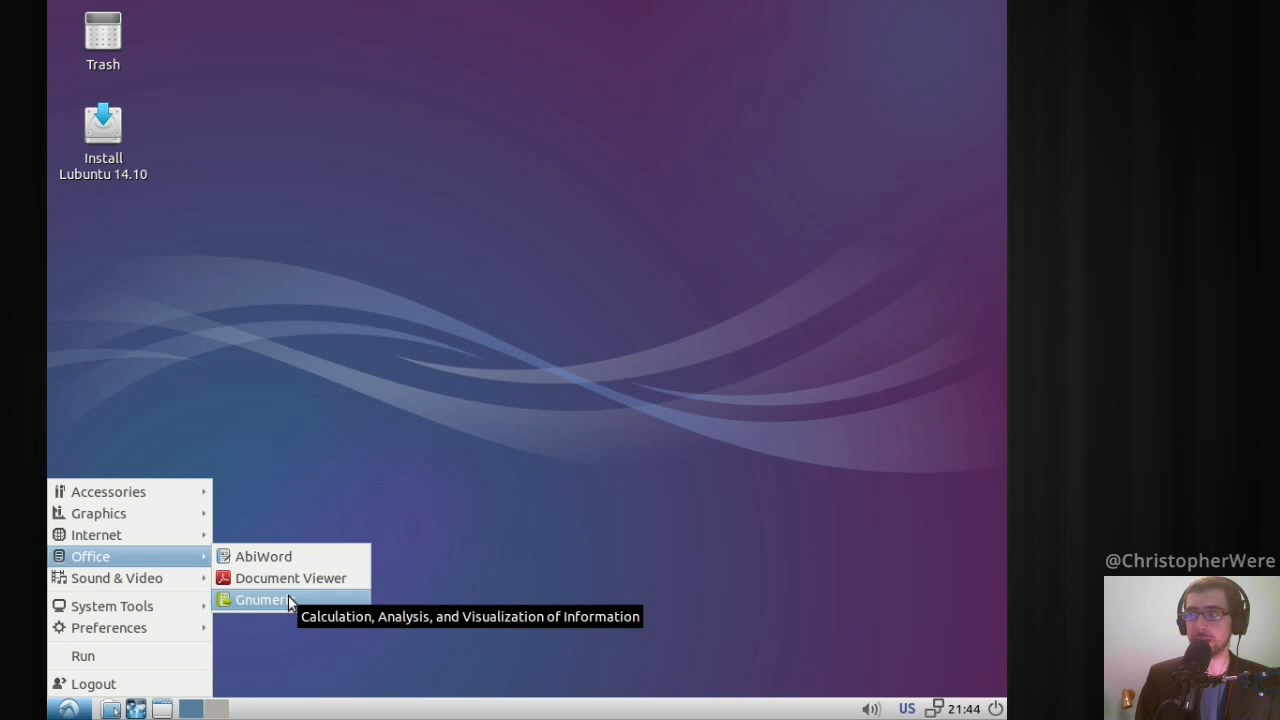 Trash
Install
Lubuntu 14.10
Accessories
Graphics
Internet
Office
Sound & Video
System Tools
Preferences
Run
Logout
AbiWord
Document Viewer
Calculation, Analysis, and Visualization of Information
US
21:44
@ChristopherWere